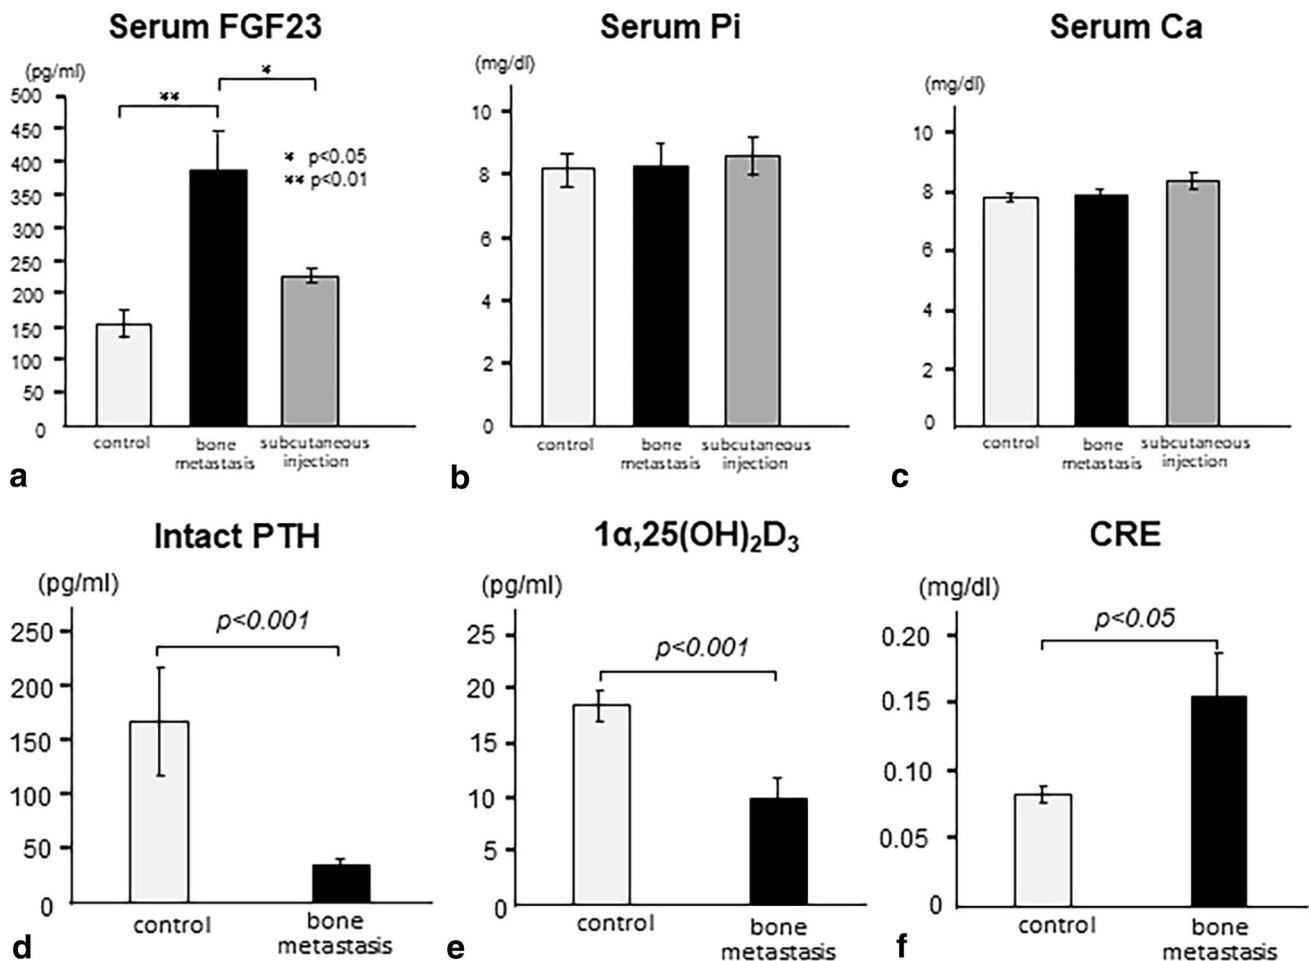 Serum FGF23
(pg/ml)
500
450
400
350
300
250
200
150
100
50
0
**
*
* p<0.05
** p<0.01
control
bone
metastasis
subcutaneous
injection
a
Serum Pi
(mg/dl)
10
8
6
4
2
0
control
bone
metastasis
subcutaneous
injection
b
Serum Ca
(mg/dl)
10
8
6
4
2
0
control
bone
metastasis
subcutaneous
injection
c
Intact PTH
(pg/ml)
250
200
150
100
50
0
p<0.001
control
bone
metastasis
d
1α,25(OH)₂D₃
(pg/ml)
25
20
15
10
5
0
p<0.001
control
bone
metastasis
e
CRE
(mg/dl)
0.20
0.15
0.10
0.05
0
p<0.05
control
bone
metastasis
f